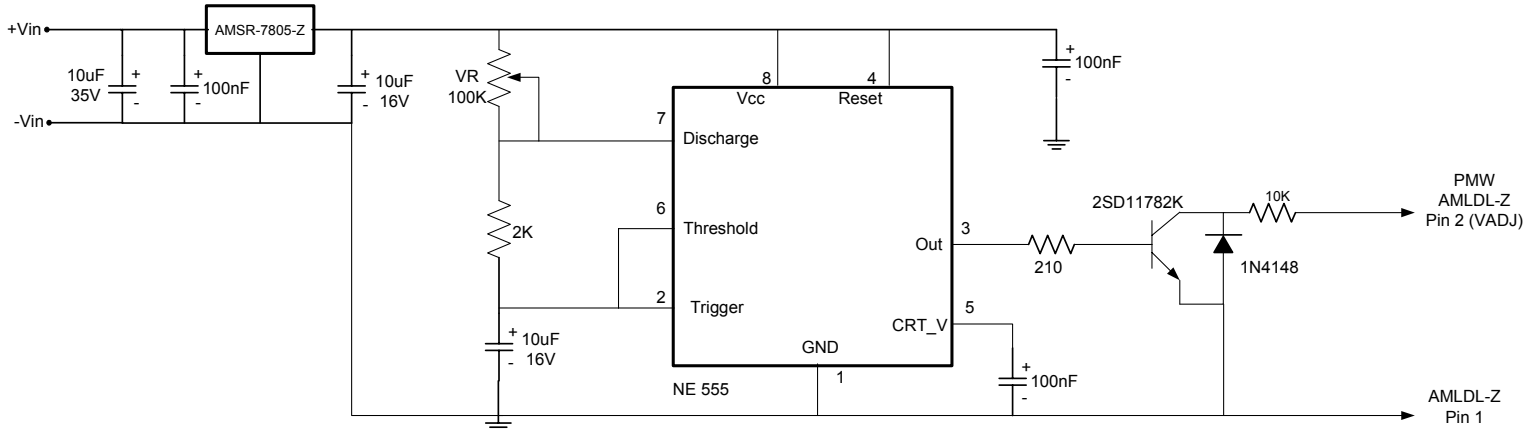 +Vin
AMSR-7805-Z
10uF
35V
+
-
+
100nF
-
+
10uF
16V
-
-Vin
VR
100K
8
Vcc
4
Reset
+
100nF
-
7
Discharge
6
Threshold
2K
2
Trigger
+
10uF
16V
-
Out
3
210
5
CRT_V
GND
1
NE 555
+
100nF
-
2SD11782K
10K
1N4148
PMW
AMLDL-Z
Pin 2 (VADJ)
AMLDL-Z
Pin 1